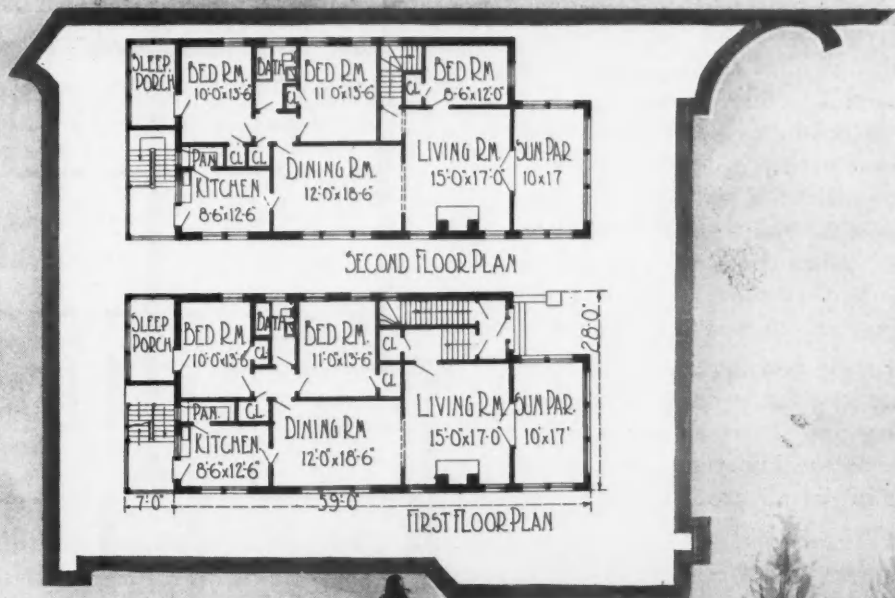 SLEEP.
PORCH
BED RM.
10'·0"x13'-6"
BATH
CL
BED RM.
11'0"x13'-6"
CL
BED RM
8'-6"x12'-0"
PAN.
CL
CL
KITCHEN
8'-6"x12'-6"
DINING RM.
12'-0"x18'-6"
LIVING RM.
15'-0"x17'-0"
SUN PAR.
10x17
SECOND FLOOR PLAN
SLEEP.
PORCH
BED RM.
10'·0"x13'-6"
BATH
CL
BED RM.
11'-0"x13'-6"
CL
CL
PAN.
CL
KITCHEN
8'-6"x12'-6"
DINING RM
12'-0"x18'-6"
LIVING RM.
15'-0"x17'-0"
SUN PAR.
10'x17'
28'-0"
7'-0"
59'-0"
FIRST FLOOR PLAN